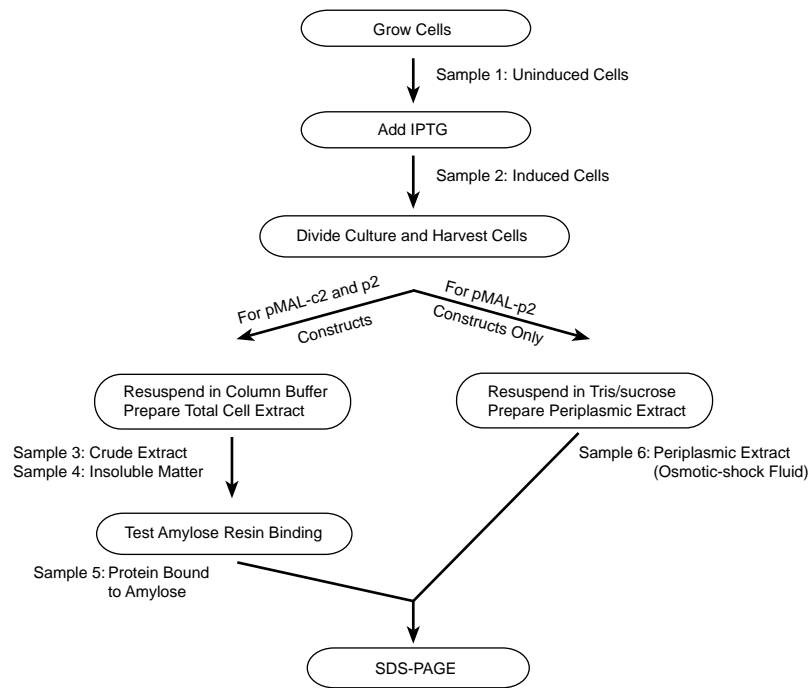 Grow Cells
Sample 1: Uninduced Cells
Add IPTG
Sample 2: Induced Cells
Divide Culture and Harvest Cells
For pMAL-c2 and p2
Constructs
For pMAL-p2
Constructs Only
Resuspend in Column Buffer
Prepare Total Cell Extract
Resuspend in Tris/sucrose
Prepare Periplasmic Extract
Sample 3: Crude Extract
Sample 4: Insoluble Matter
Sample 6: Periplasmic Extract
(Osmotic-shock Fluid)
Test Amylose Resin Binding
Sample 5: Protein Bound
to Amylose
SDS-PAGE